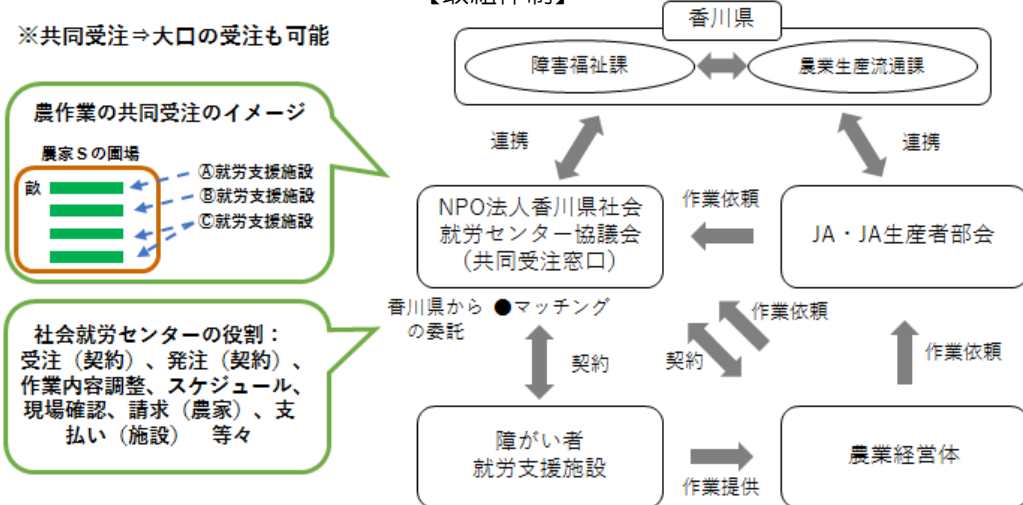 ※共同受注⇒大口の受注も可能
農作業の共同受注のイメージ
農家Sの圃場
畝
Ⓐ就労支援施設
Ⓑ就労支援施設
Ⓒ就労支援施設
社会就労センターの役割：
受注（契約）、発注（契約）、
作業内容調整、スケジュール、
現場確認、請求（農家）、支
払い（施設）　等々
香川県
障害福祉課
農業生産流通課
連携
連携
NPO法人香川県社会
就労センター協議会
（共同受注窓口）
作業依頼
JA・JA生産者部会
香川県から ●マッチング
の委託
契約
契約
作業依頼
作業依頼
障がい者
就労支援施設
作業提供
農業経営体